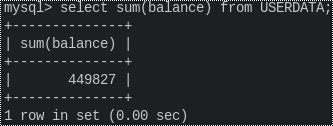 mysql> select sum(balance) from USERDATA;
+--------------+
| sum(balance) |
+--------------+
|       449827 |
+--------------+
1 row in set (0.00 sec)